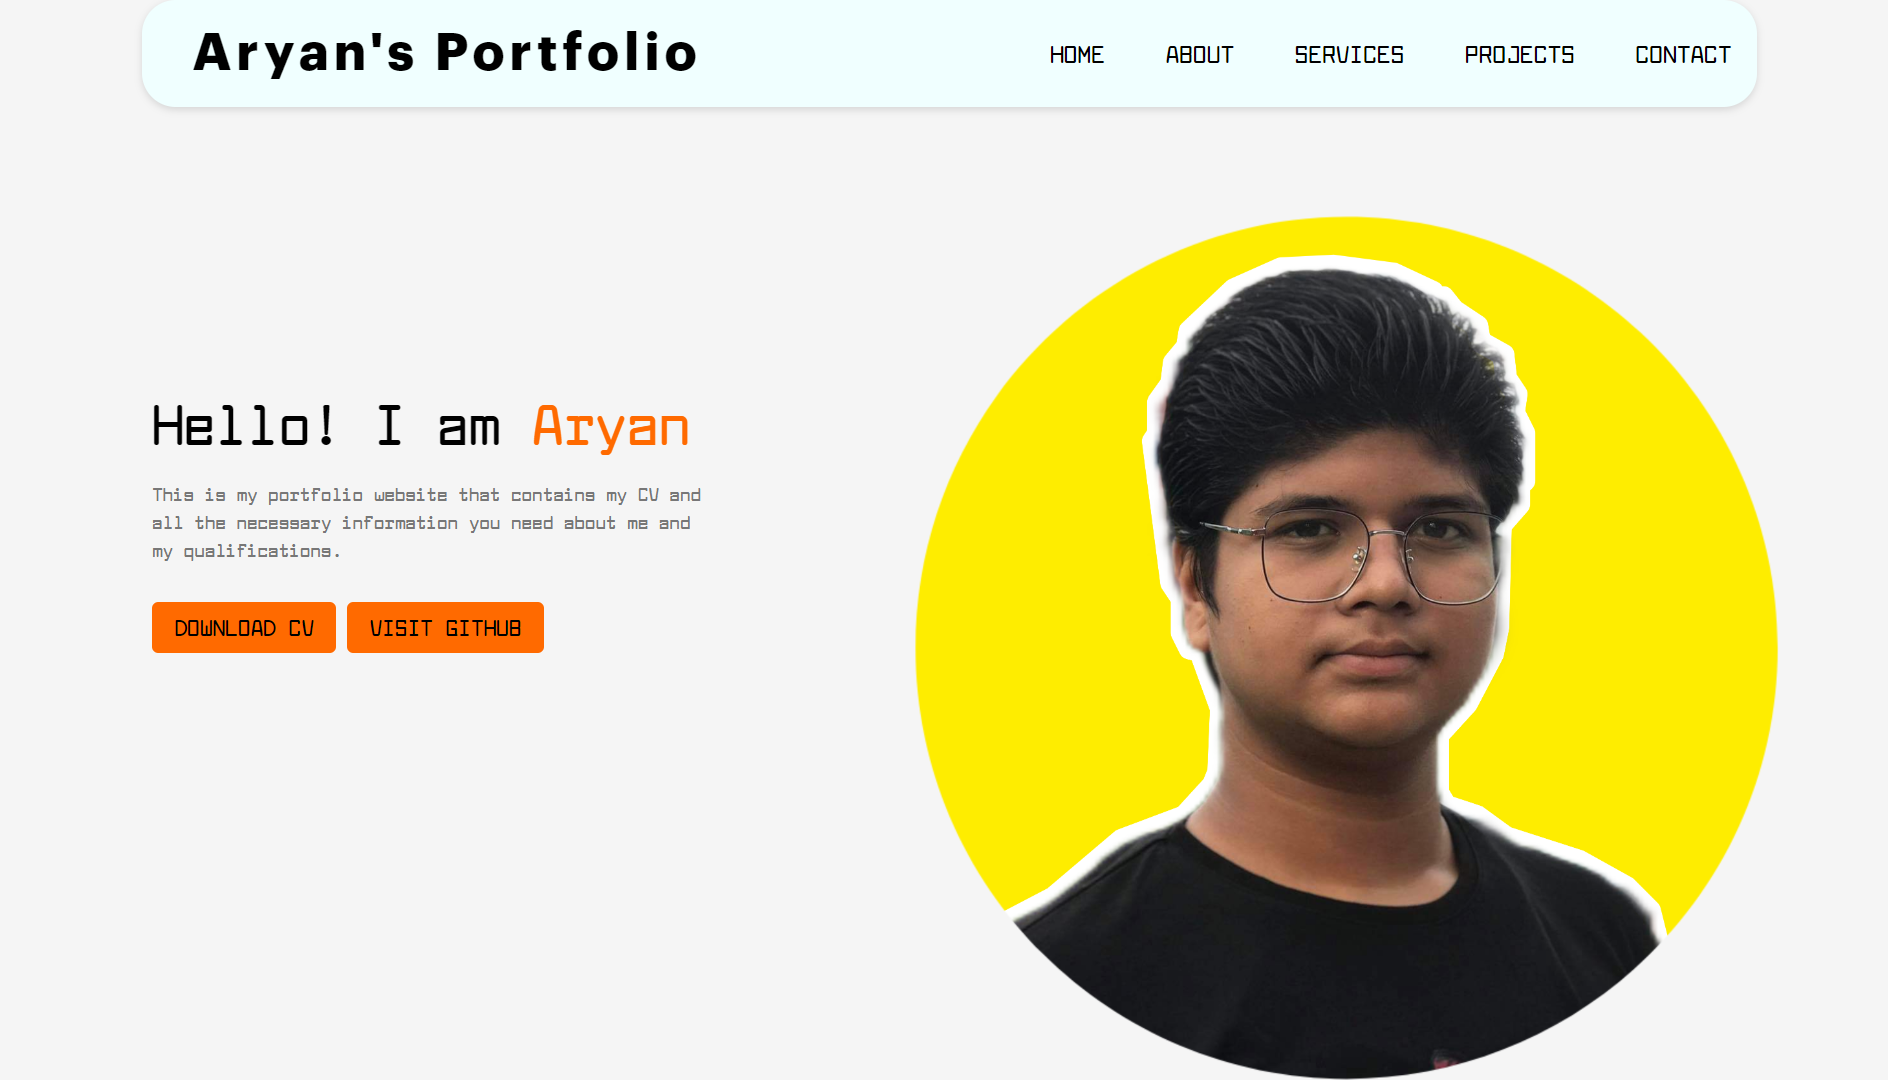 Aryan's Portfolio
HOME ABOUT SERVICES PROJECTS CONTACT
Hello! I am Aryan
This is my portfolio website that contains my CV and
all the necessary information you need about me and
my qualifications.
DOWNLOAD CV VISIT GITHUB